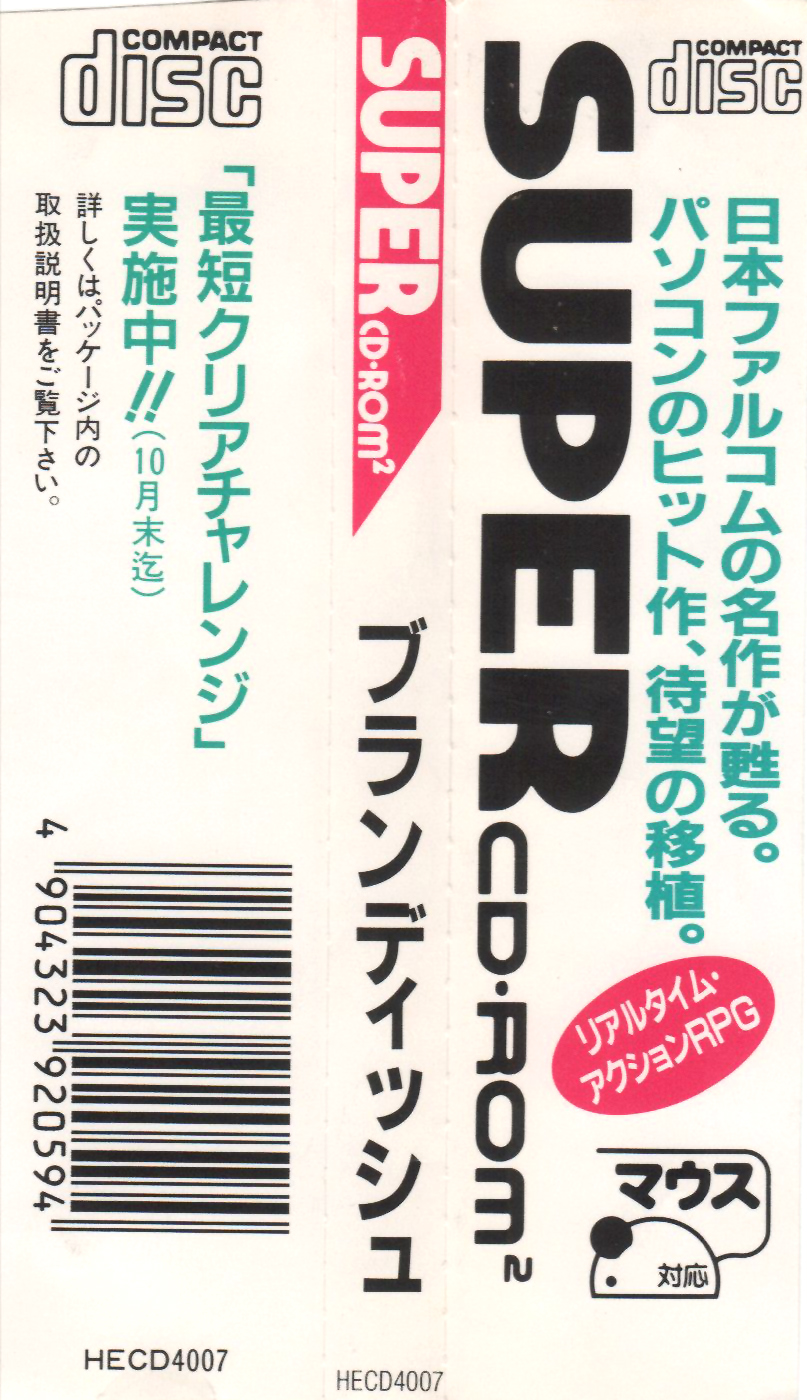 COMPACT
disc
日本ファルコムの名作が甦る。
パソコンのヒット作、待望の移植。
リアルタイム・
アクションRPG
マウス
対応
SUPER CD・ROM²
SUPER CD・ROM²
ブランディッシュ
HECD4007
COMPACT
disc
「最短クリアチャレンジ」
実施中!!(10月末迄)
詳しくはパッケージ内の
取扱説明書をご覧下さい。
4 904323 920594
HECD4007